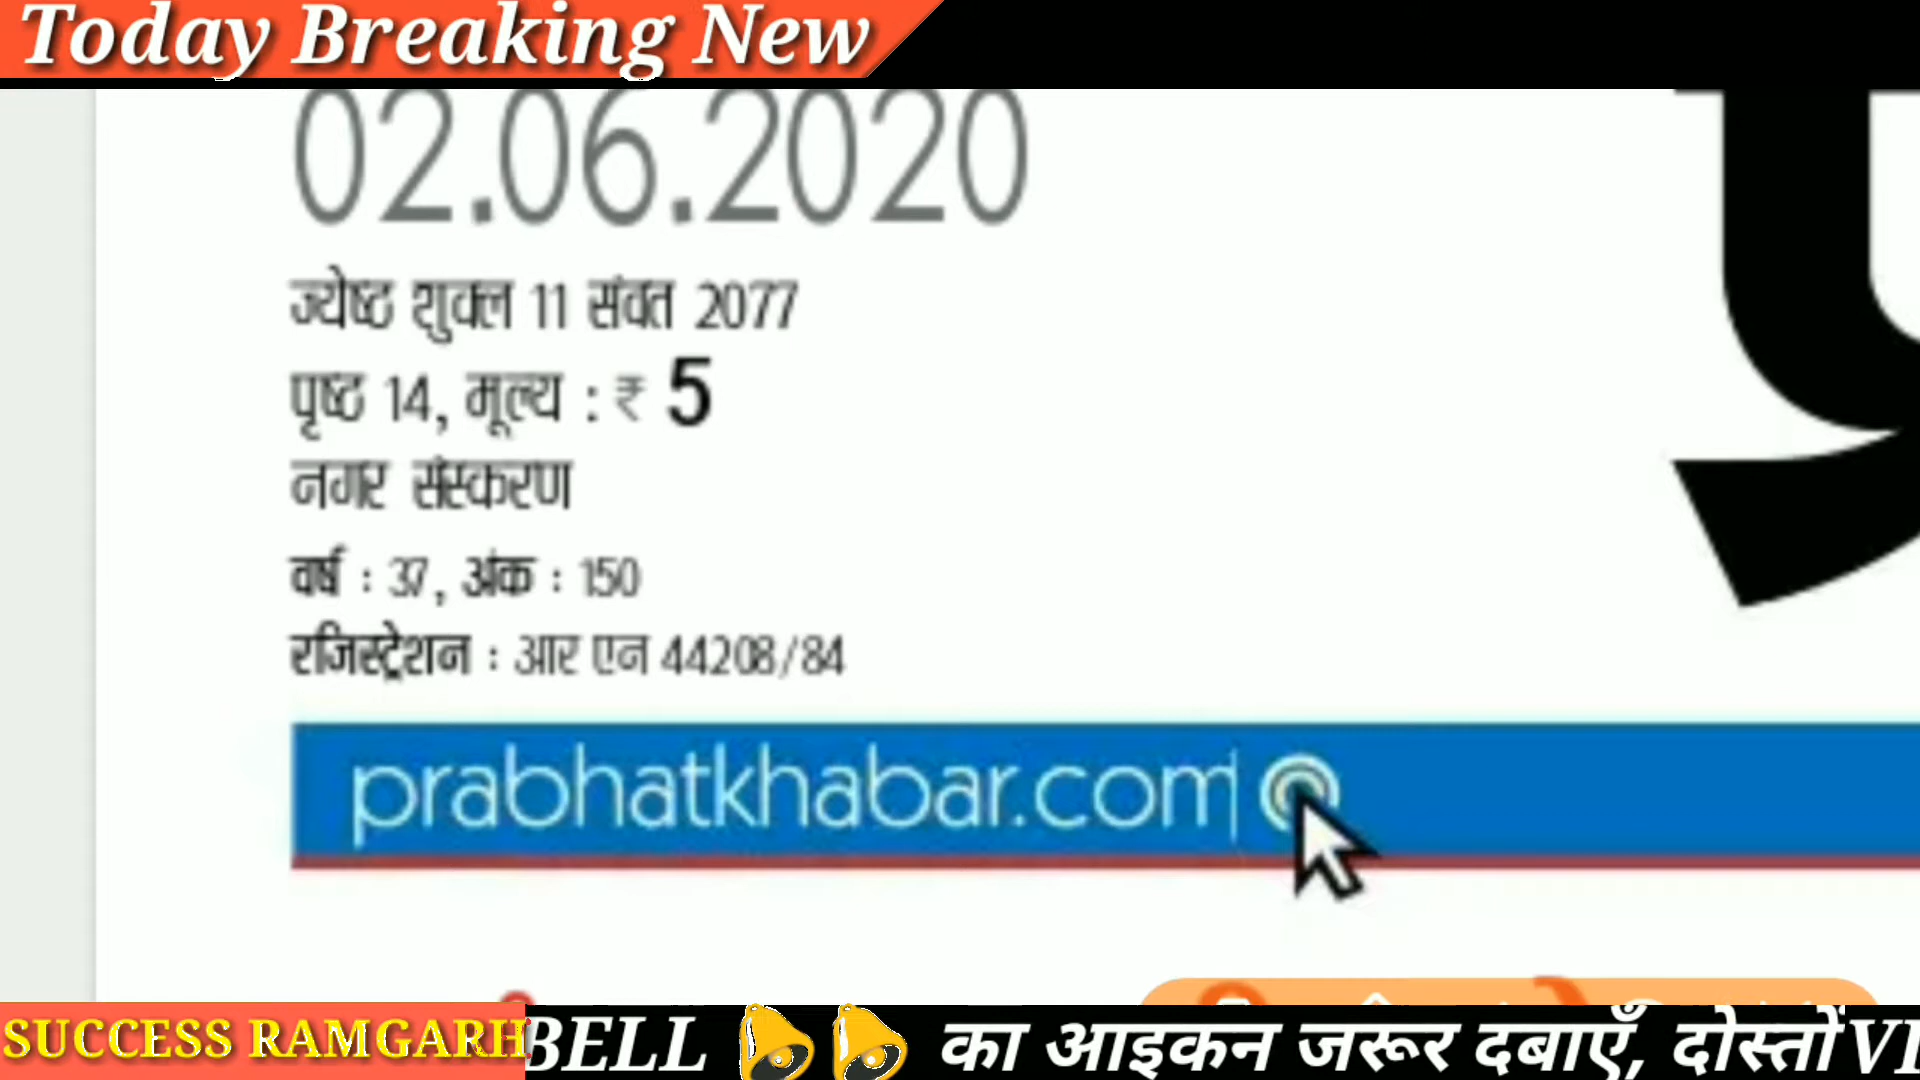 Today Breaking New
02.06.2020
ज्येष्ठ शुक्ल 11 संवत 2077
पृष्ठ 14, मूल्य : ₹ 5
नगर संस्करण
वर्ष : 37, अंक : 150
रजिस्ट्रेशन : आर एन 44208/84
prabhatkhabar.com
SUCCESS RAMGARH BELL 🔔 🔔 का आइकन जरूर दबाएँ, दोस्तों